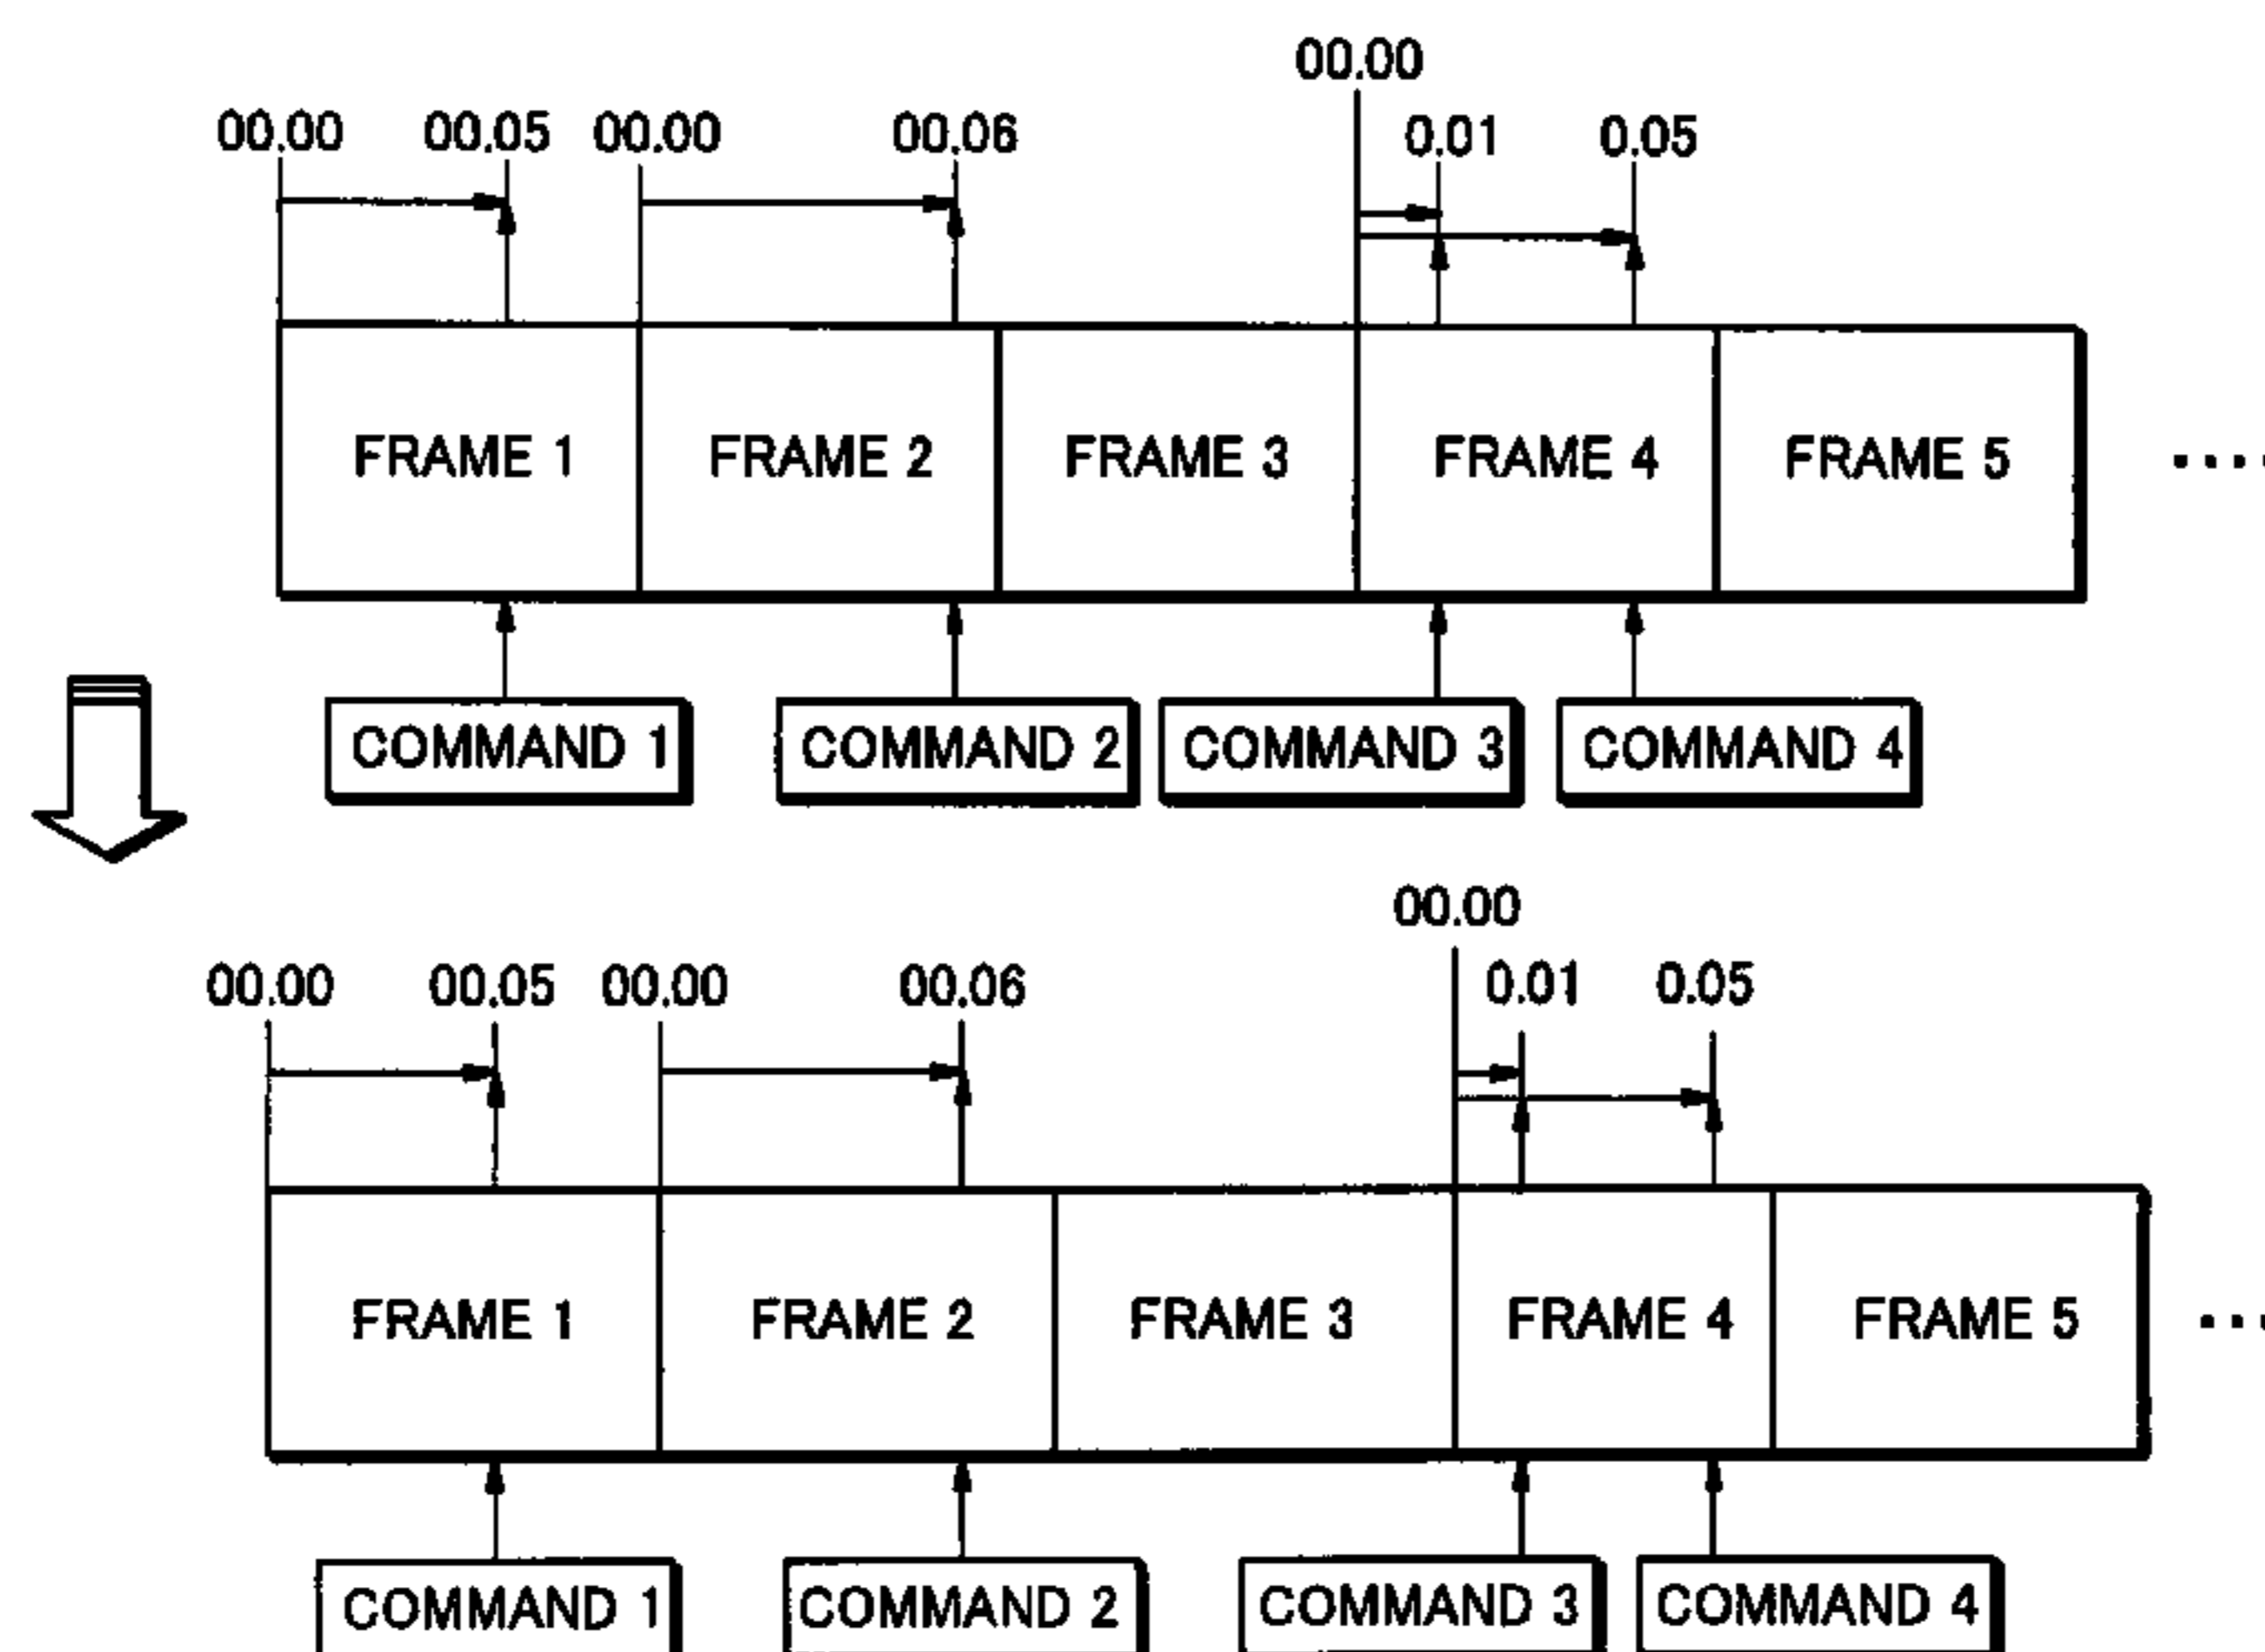 00.00
00.00 00.05 00.00 00.06 0.01 0.05
FRAME 1 FRAME 2 FRAME 3 FRAME 4 FRAME 5 ....
COMMAND 1 COMMAND 2 COMMAND 3 COMMAND 4
00.00
00.00 00.05 00.00 00.06 0.01 0.05
FRAME 1 FRAME 2 FRAME 3 FRAME 4 FRAME 5 ...
COMMAND 1 COMMAND 2 COMMAND 3 COMMAND 4